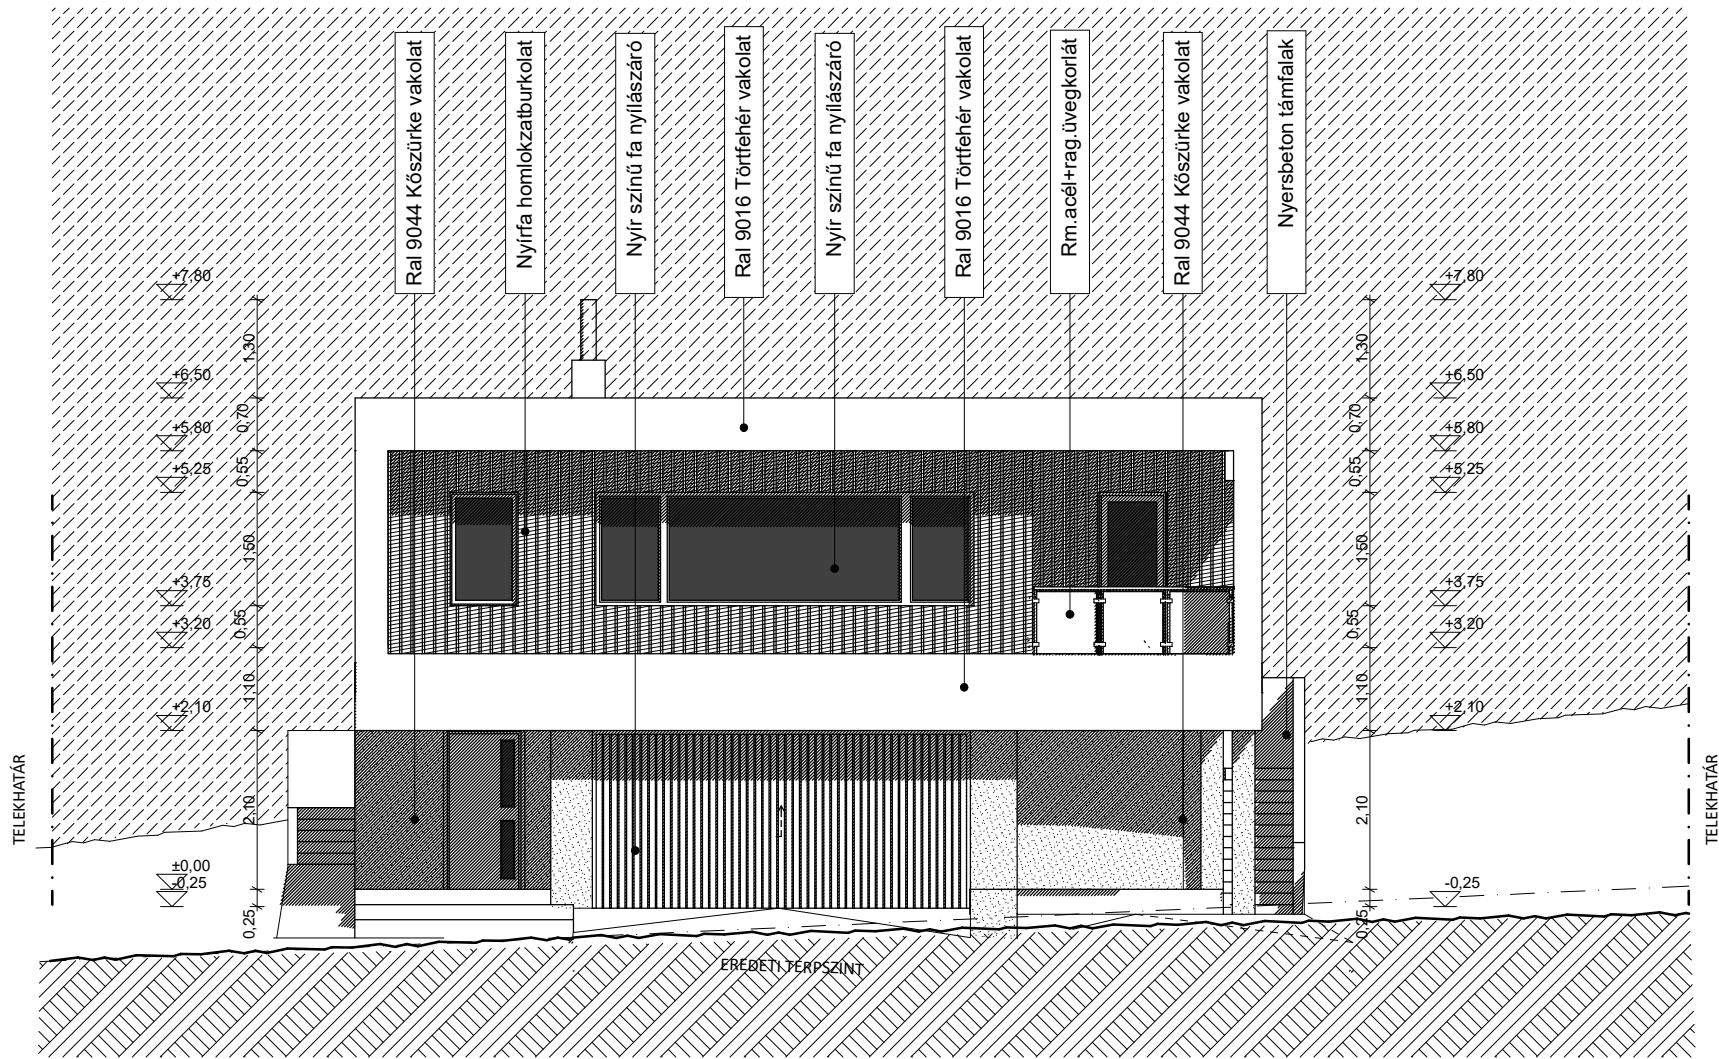 Ral 9044 Kőszürke vakolat
Nyírfa homlokzatburkolat
Nyír színű fa nyílászáró
Ral 9016 Törtfehér vakolat
Nyír színű fa nyílászáró
Ral 9016 Törtfehér vakolat
Rm.acél+rag.üvegkorlát
Ral 9044 Kőszürke vakolat
Nyersbeton támfalak
+7,80
+6,50
+5,80
+5,25
+3,75
+3,20
+2,10
±0,00
-0,25
1,30
0,70
0,55
1,50
0,55
1,10
2,10
0,25
1,30
0,70
0,55
1,50
0,55
1,10
2,10
0,25
+7,80
+6,50
+5,80
+5,25
+3,75
+3,20
+2,10
-0,25
TELEKHATÁR
TELEKHATÁR
EREDETI TEREPSZINT